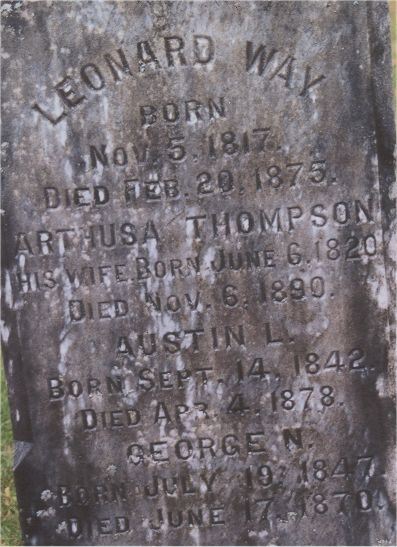 LEONARD WAY
BORN
NOV. 5, 1817.
DIED FEB. 20, 1875.
ARTHUSA THOMPSON
HIS WIFE. BORN JUNE 6, 1820
DIED NOV. 6, 1890.
AUSTIN L.
BORN SEPT. 14, 1842.
DIED APR. 4, 1878.
GEORGE N.
BORN JULY 19, 1847.
DIED JUNE 17, 1870.